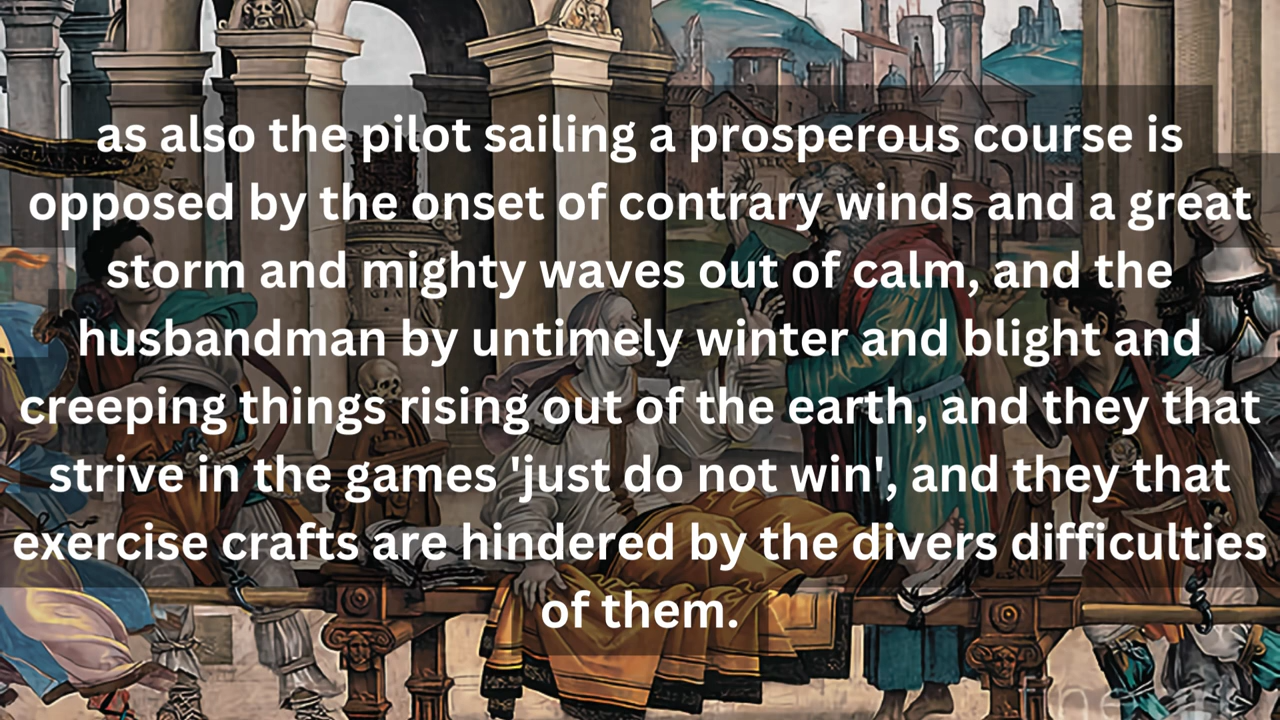 as also the pilot sailing a prosperous course is
opposed by the onset of contrary winds and a great
storm and mighty waves out of calm, and the
husbandman by untimely winter and blight and
creeping things rising out of the earth, and they that
strive in the games 'just do not win', and they that
exercise crafts are hindered by the divers difficulties
of them.